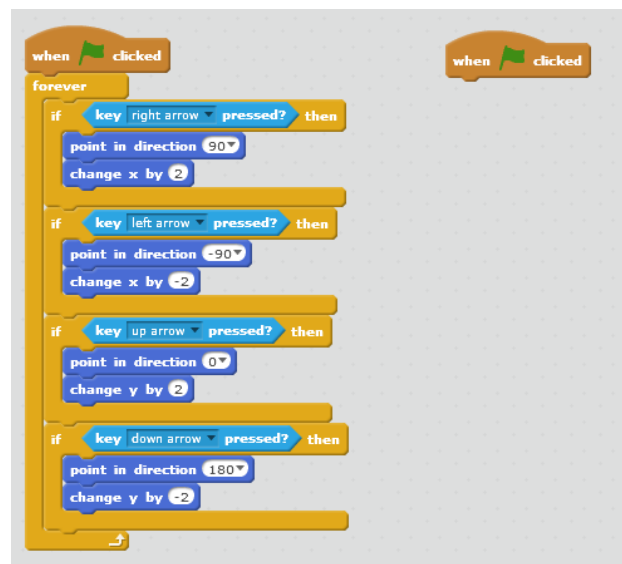 when clicked
forever
if key right arrow pressed? then
point in direction 90
change x by 2
if key left arrow pressed? then
point in direction -90
change x by -2
if key up arrow pressed? then
point in direction 0
change y by 2
if key down arrow pressed? then
point in direction 180
change y by -2
when clicked